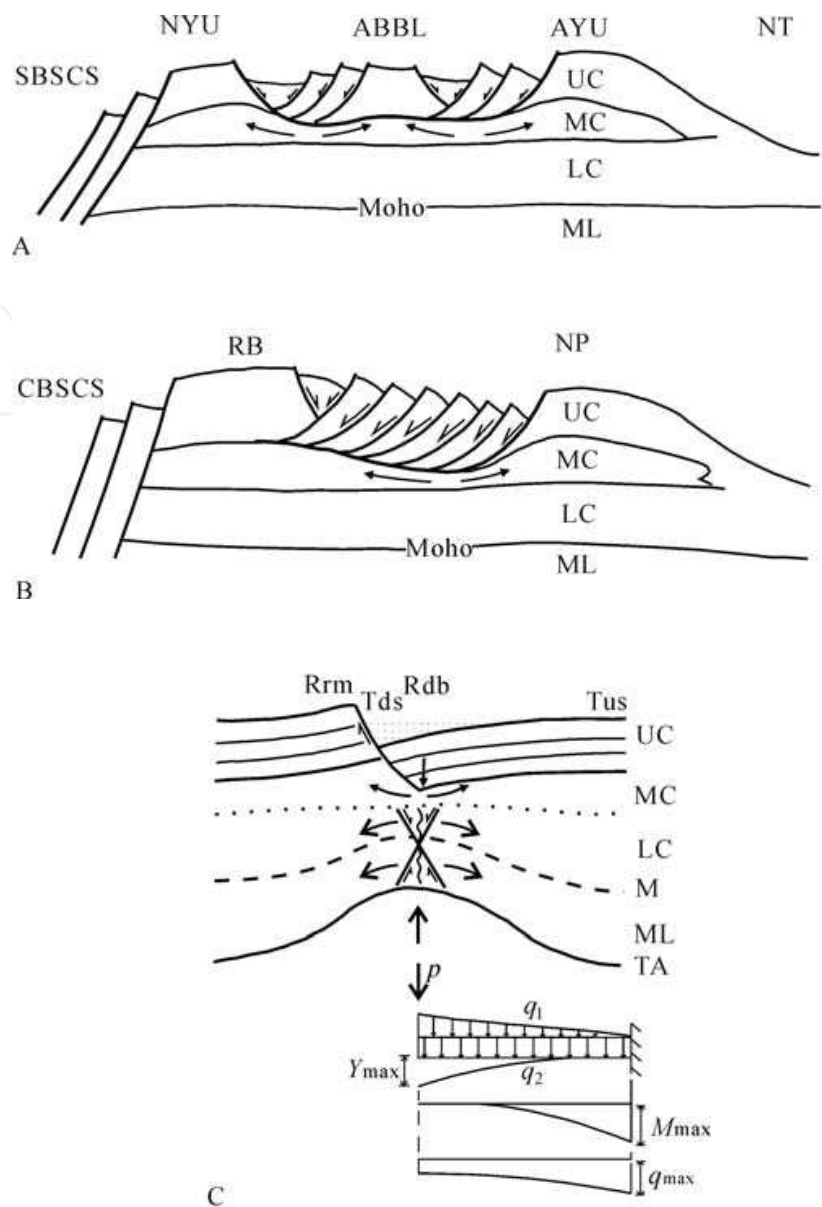 NYU ABBL AYU NT
SBSCS
UC
MC
LC
Moho
ML
A
RB NP
CBSCS
UC
MC
LC
Moho
ML
B
Rrm Tds Rdb Tus
UC
MC
LC
M
ML
TA
p
q1
q2
Ymax
Mmax
qmax
C